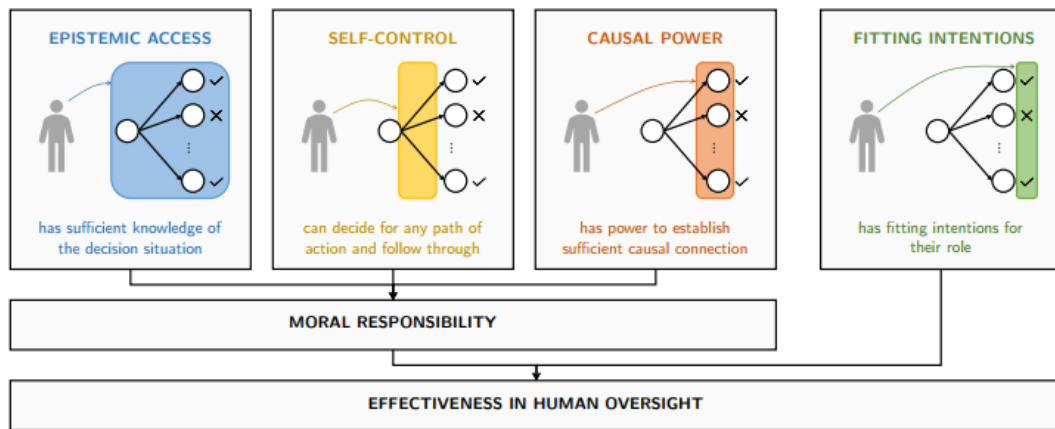 EPISTEMIC ACCESS
has sufficient knowledge of
the decision situation
SELF-CONTROL
can decide for any path of
action and follow through
CAUSAL POWER
has power to establish
sufficient causal connection
FITTING INTENTIONS
has fitting intentions for
their role
MORAL RESPONSIBILITY
EFFECTIVENESS IN HUMAN OVERSIGHT